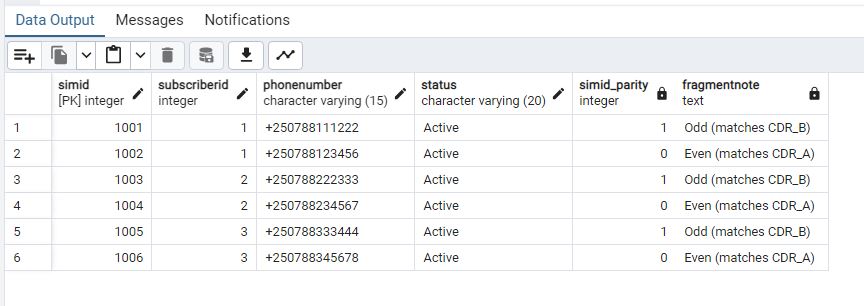 Data Output Messages Notifications
simid subscriberid phonenumber status simid_parity fragmentnote
[PK] integer integer character varying (15) character varying (20) integer text
1 1001 1 +250788111222 Active 1 Odd (matches CDR_B)
2 1002 1 +250788123456 Active 0 Even (matches CDR_A)
3 1003 2 +250788222333 Active 1 Odd (matches CDR_B)
4 1004 2 +250788234567 Active 0 Even (matches CDR_A)
5 1005 3 +250788333444 Active 1 Odd (matches CDR_B)
6 1006 3 +250788345678 Active 0 Even (matches CDR_A)